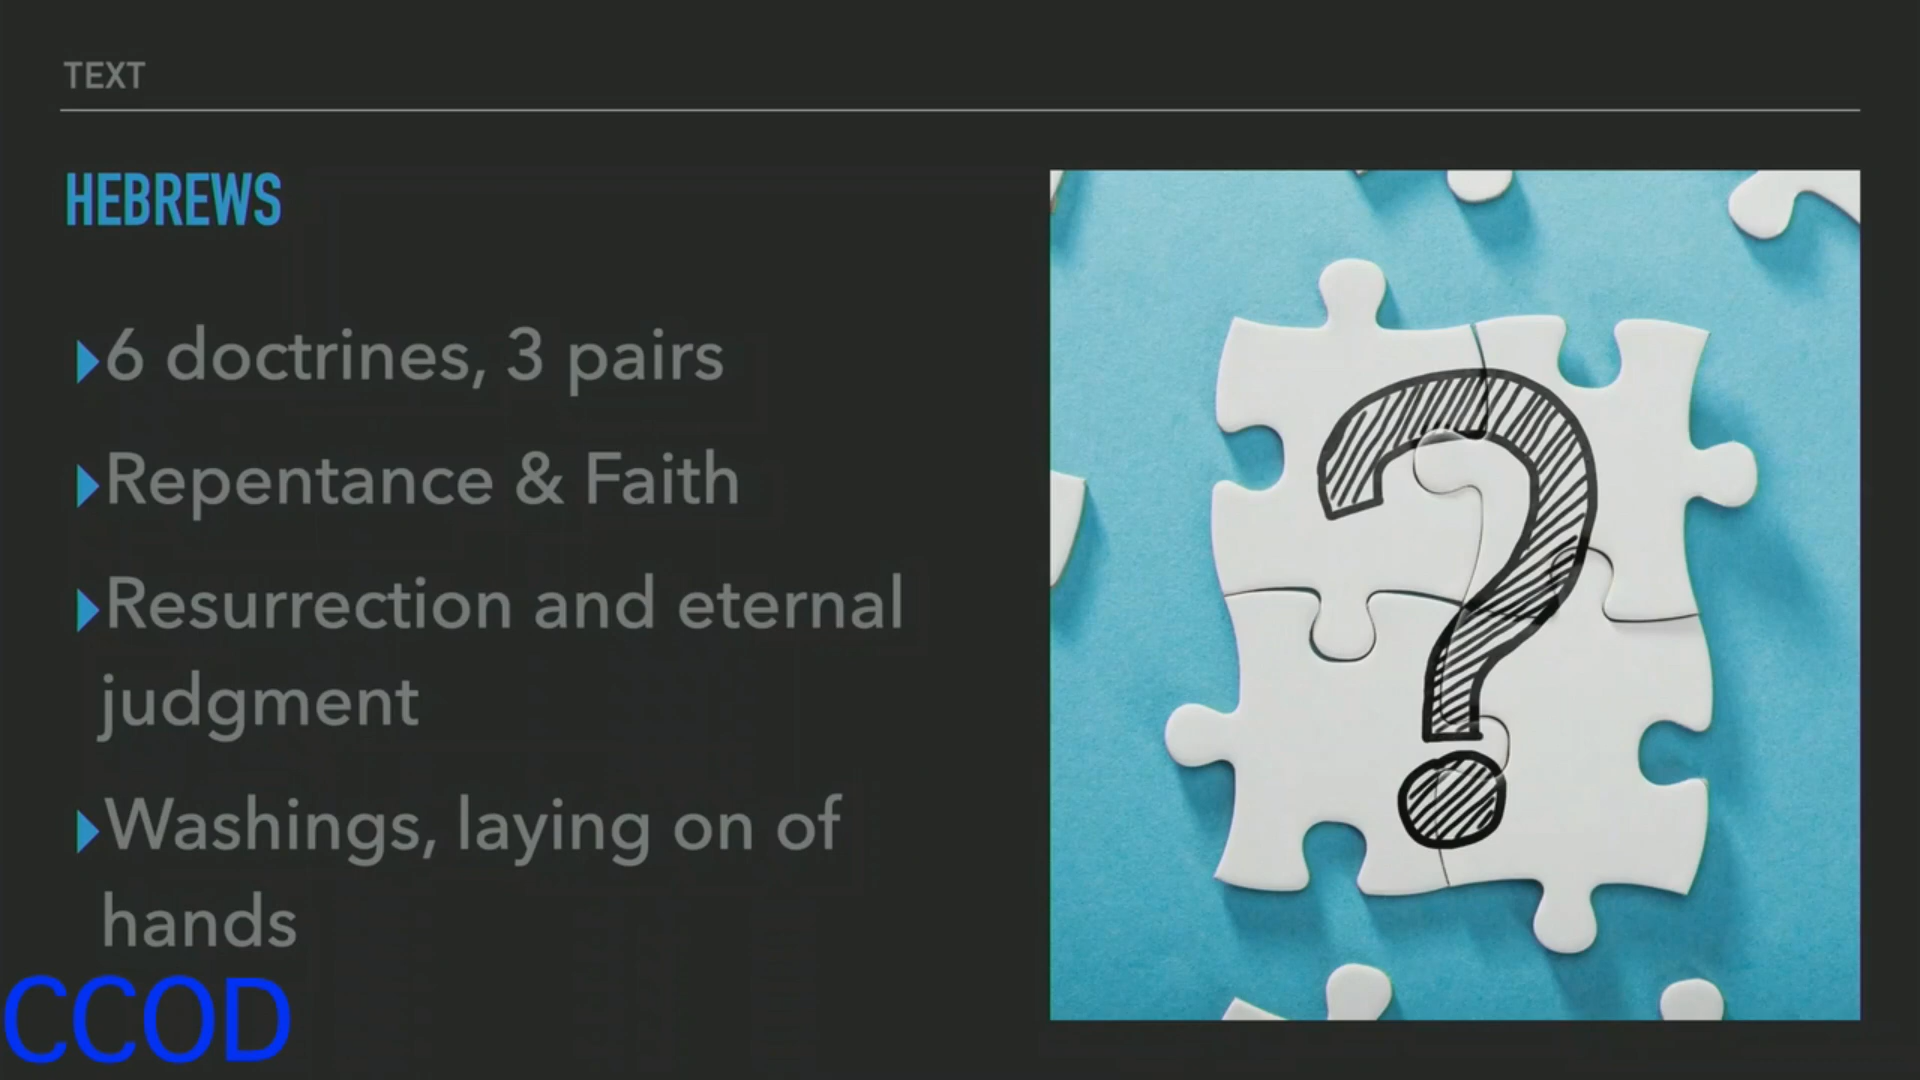 TEXT
HEBREWS
▸6 doctrines, 3 pairs
▸Repentance & Faith
▸Resurrection and eternal
judgment
▸Washings, laying on of
hands
CCOD
?